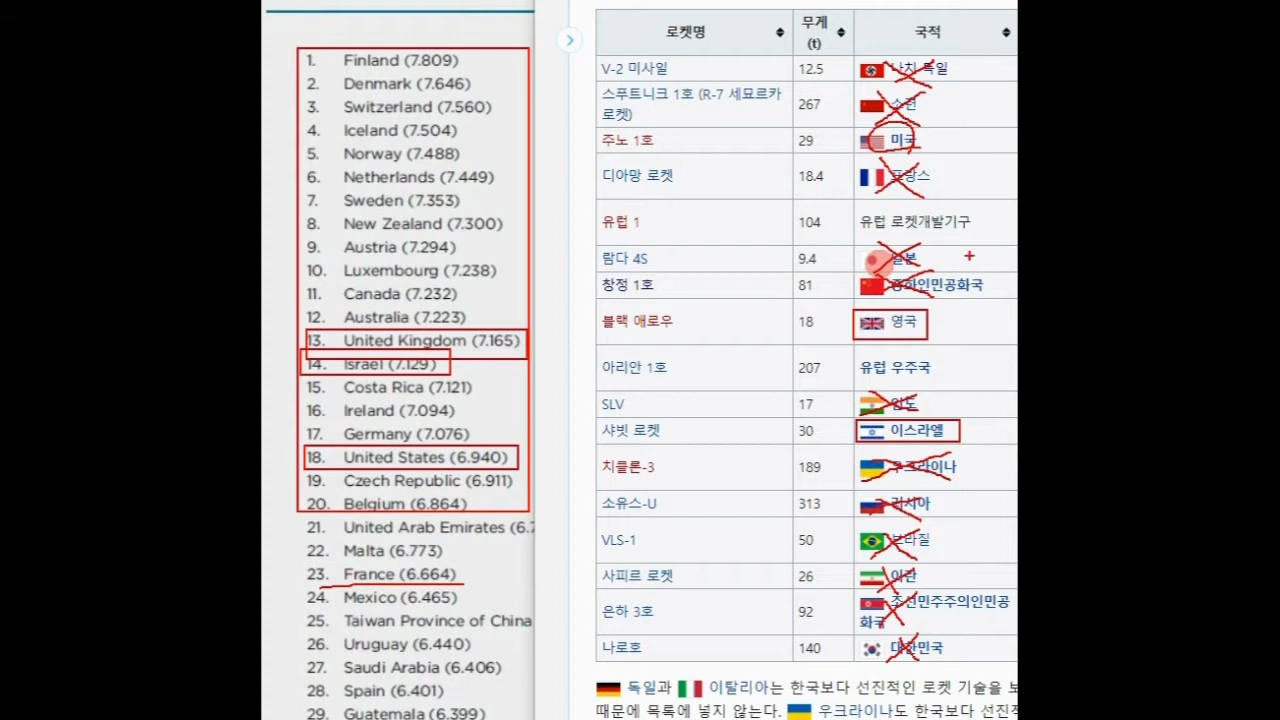 1. Finland (7.809)
2. Denmark (7.646)
3. Switzerland (7.560)
4. Iceland (7.504)
5. Norway (7.488)
6. Netherlands (7.449)
7. Sweden (7.353)
8. New Zealand (7.300)
9. Austria (7.294)
10. Luxembourg (7.238)
11. Canada (7.232)
12. Australia (7.223)
13. United Kingdom (7.165)
14. Israel (7.129)
15. Costa Rica (7.121)
16. Ireland (7.094)
17. Germany (7.076)
18. United States (6.940)
19. Czech Republic (6.911)
20. Belgium (6.864)
21. United Arab Emirates (6.7
22. Malta (6.773)
23. France (6.664)
24. Mexico (6.465)
25. Taiwan Province of China
26. Uruguay (6.440)
27. Saudi Arabia (6.406)
28. Spain (6.401)
29. Guatemala (6.399)
로켓명 무게 (t) 국적
V-2 미사일 12.5 나치 독일
스푸트니크 1호 (R-7 세묘르카
로켓) 267 소련
주노 1호 29 미국
디아망 로켓 18.4 프랑스
유럽 1 104 유럽 로켓개발기구
람다 4S 9.4 일본
창정 1호 81 중화인민공화국
블랙 애로우 18 영국
아리안 1호 207 유럽 우주국
SLV 17 인도
샤빗 로켓 30 이스라엘
치클론-3 189 우크라이나
소유스-U 313 러시아
VLS-1 50 브라질
사피르 로켓 26 이란
은하 3호 92 조선민주주의인민공
화국
나로호 140 대한민국
독일과 이탈리아는 한국보다 선진적인 로켓 기술을 보
때문에 목록에 넣지 않는다. 우크라이나도 한국보다 선진